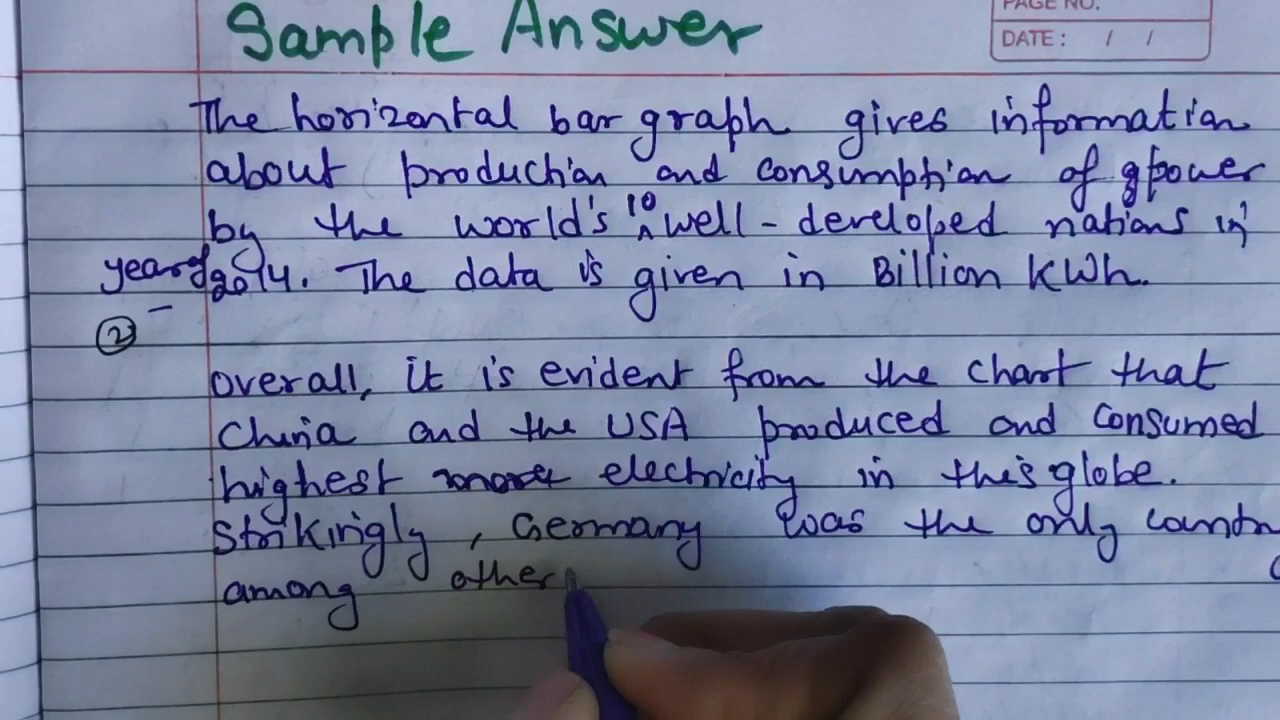 Sample Answer
PAGE NO.
DATE: / /
The horizontal bar graph gives information
about production and consumption of power
by the world's 10 well-developed nations in
year of 2014. The data is given in Billion KWh.
②
overall, it is evident from the chart that
China and the USA produced and consumed
highest electricity in this globe.
Strikingly, Germany was the only country
among other